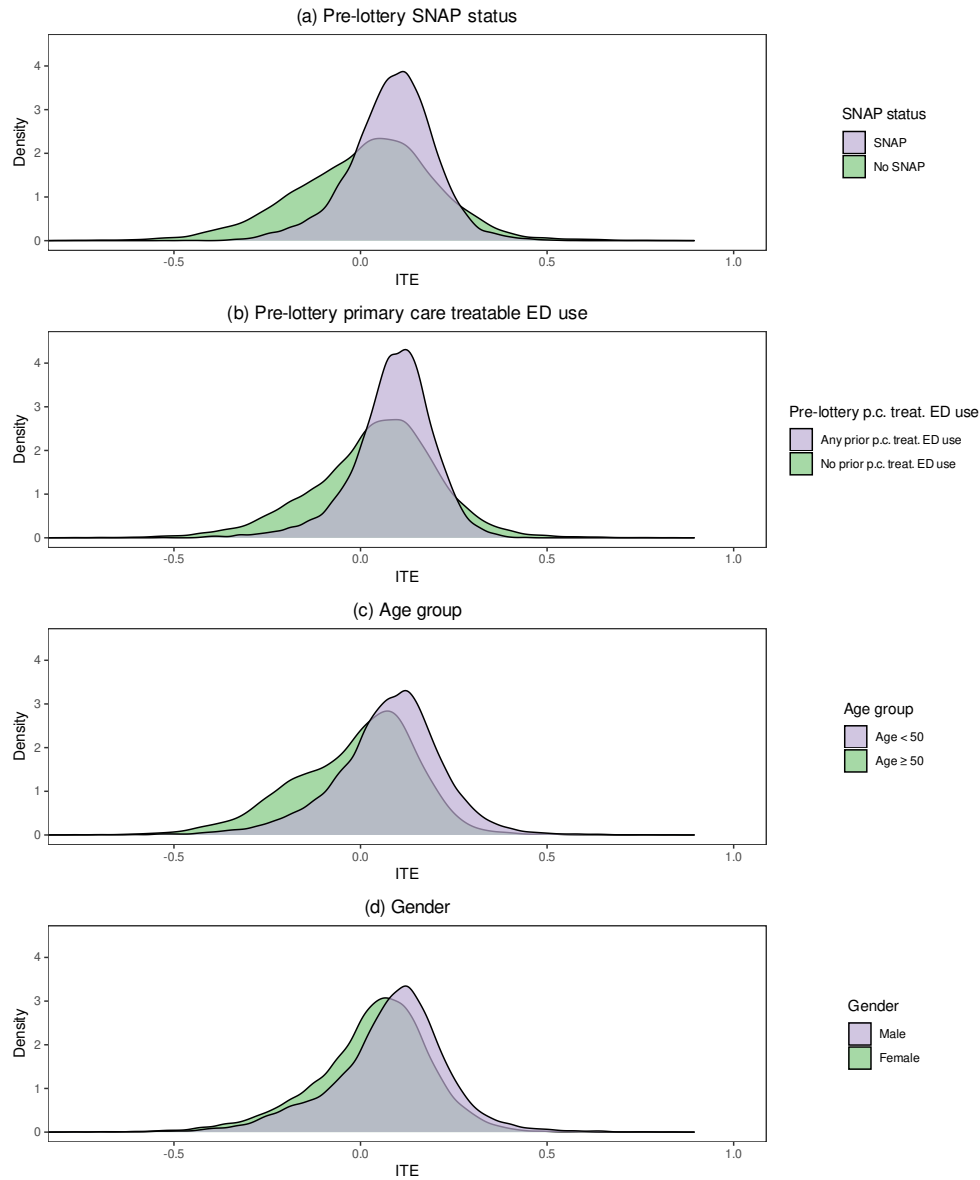 (a) Pre-lottery SNAP status
4
3
2
1
0
Density
-0.5 0.0 0.5 1.0
ITE
SNAP status
SNAP
No SNAP
(b) Pre-lottery primary care treatable ED use
4
3
2
1
0
Density
-0.5 0.0 0.5 1.0
ITE
Pre-lottery p.c. treat. ED use
Any prior p.c. treat. ED use
No prior p.c. treat. ED use
(c) Age group
4
3
2
1
0
Density
-0.5 0.0 0.5 1.0
ITE
Age group
Age < 50
Age ≥ 50
(d) Gender
4
3
2
1
0
Density
-0.5 0.0 0.5 1.0
ITE
Gender
Male
Female